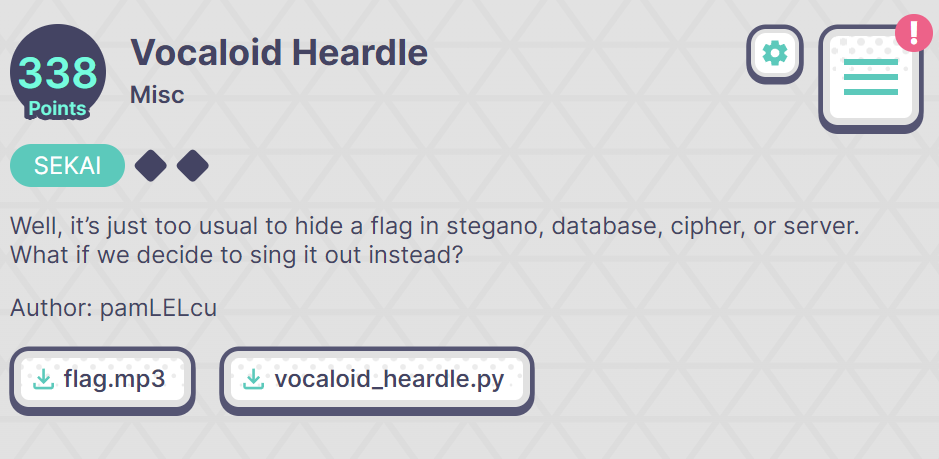 338
Points
Vocaloid Heardle
Misc
!
SEKAI
Well, it’s just too usual to hide a flag in stegano, database, cipher, or server.
What if we decide to sing it out instead?
Author: pamLELcu
flag.mp3
vocaloid_heardle.py